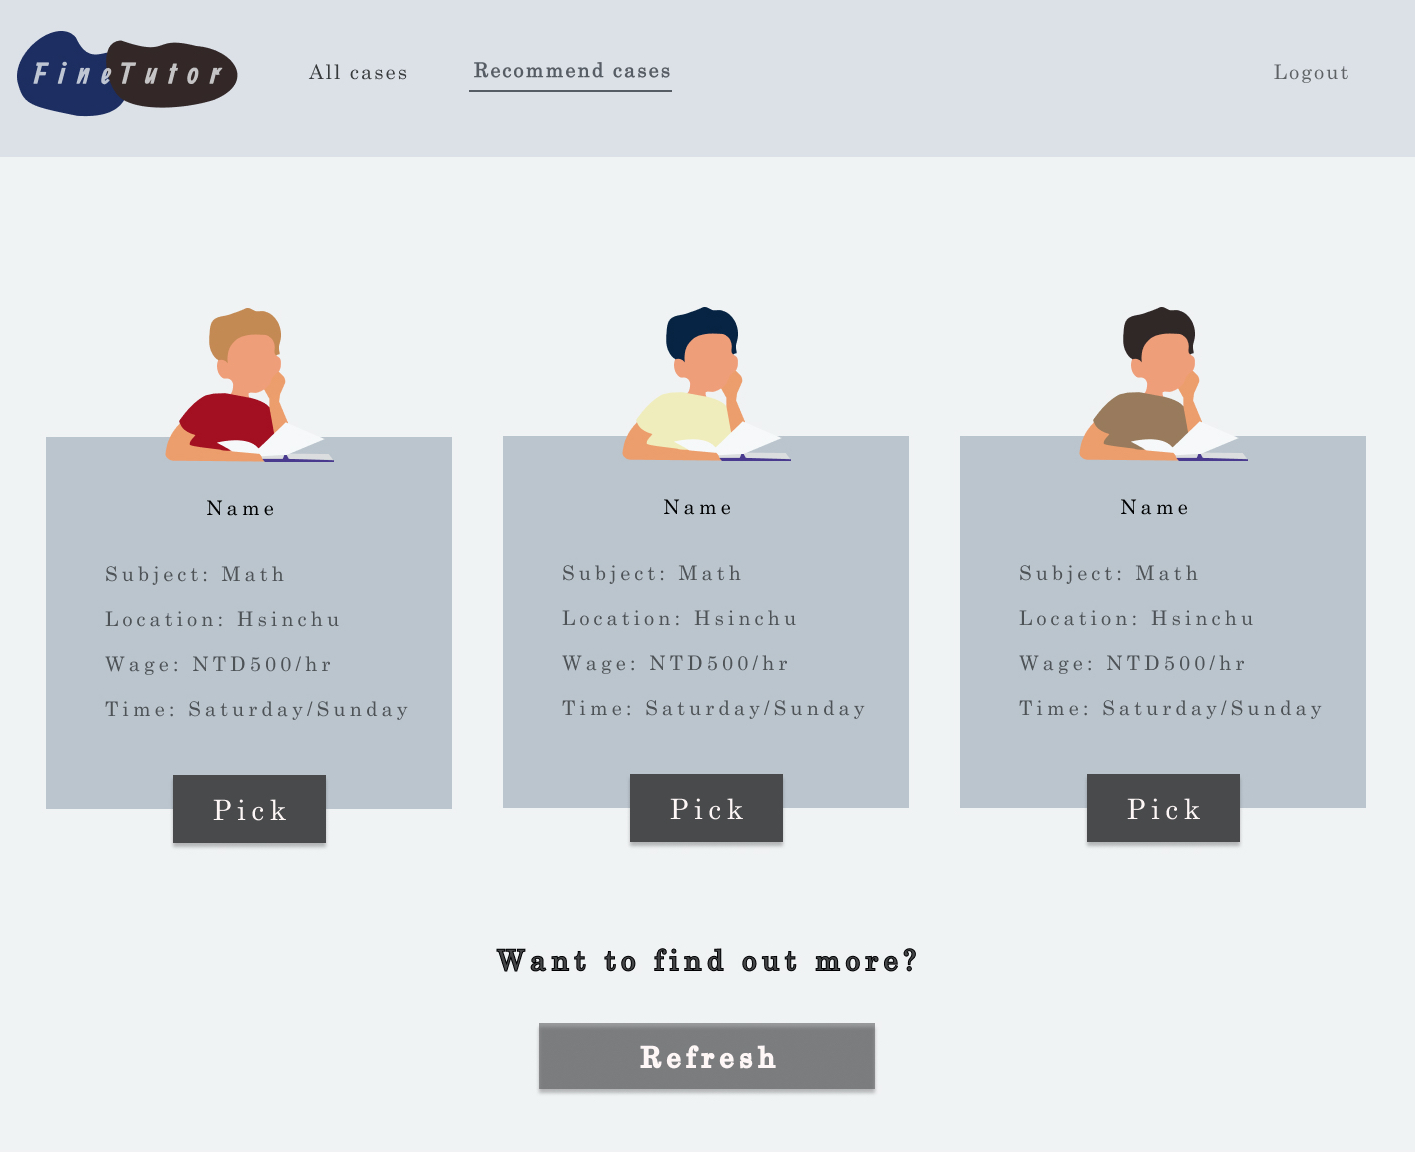 FineTutor
All cases
Recommend cases
Logout
Name
Subject: Math
Location: Hsinchu
Wage: NTD500/hr
Time: Saturday/Sunday
Pick
Name
Subject: Math
Location: Hsinchu
Wage: NTD500/hr
Time: Saturday/Sunday
Pick
Name
Subject: Math
Location: Hsinchu
Wage: NTD500/hr
Time: Saturday/Sunday
Pick
Want to find out more?
Refresh